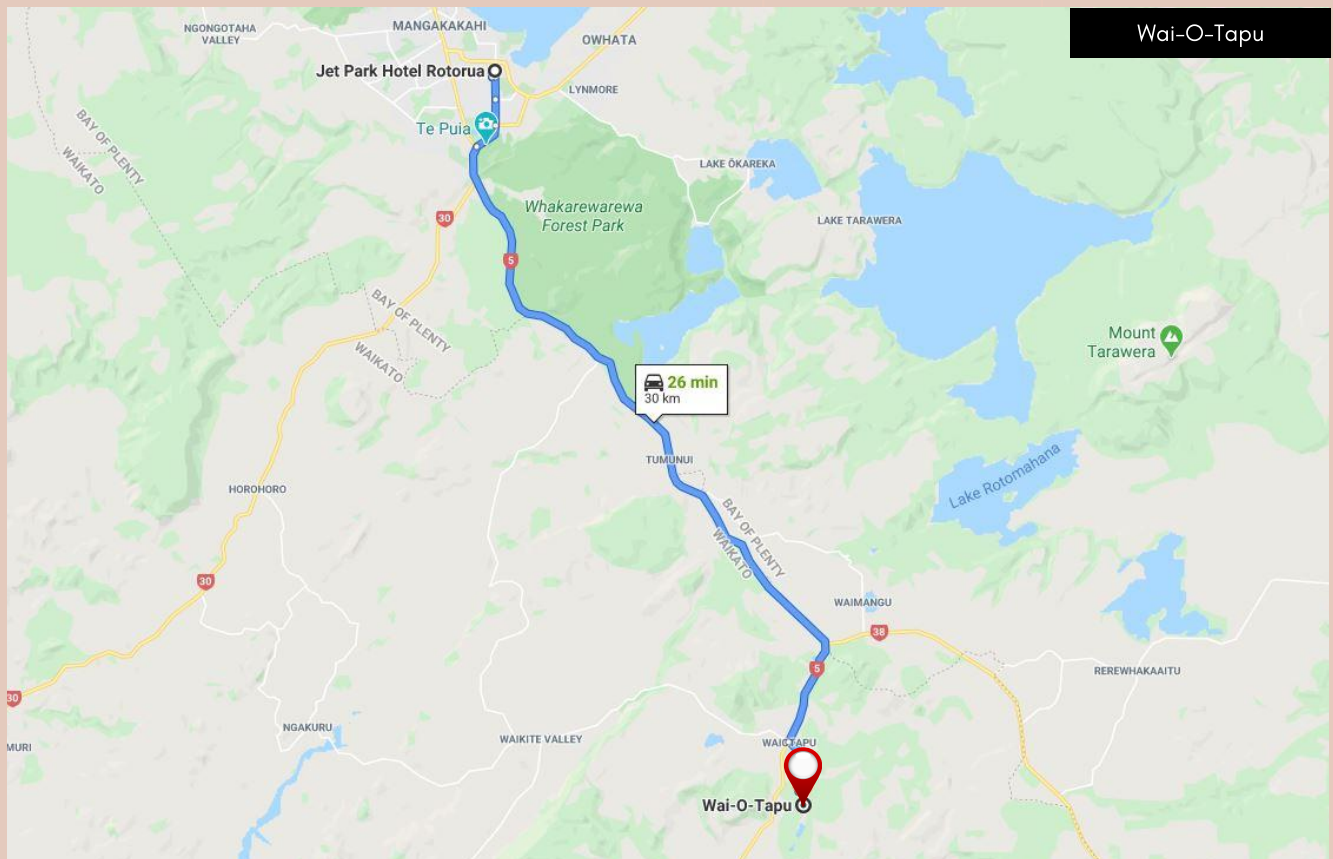 Wai-O-Tapu
NGONGOTAHA
VALLEY
MANGAKAKAHI
OWHATA
Jet Park Hotel Rotorua
LYNMORE
Te Puia
BAY OF PLENTY
WAIKATO
LAKE ŌKAREKA
Whakarewarewa
Forest Park
30
LAKE TARAWERA
5
BAY OF PLENTY
WAIKATO
Mount
Tarawera
26 min
30 km
TUMUNUI
HOROHORO
Lake Rotomahana
BAY OF PLENTY
WAIKATO
30
WAIMANGU
38
5
REREWHAKAAITU
30
NGAKURU
WAIKITE VALLEY
WAIOTAPU
MURI
Wai-O-Tapu